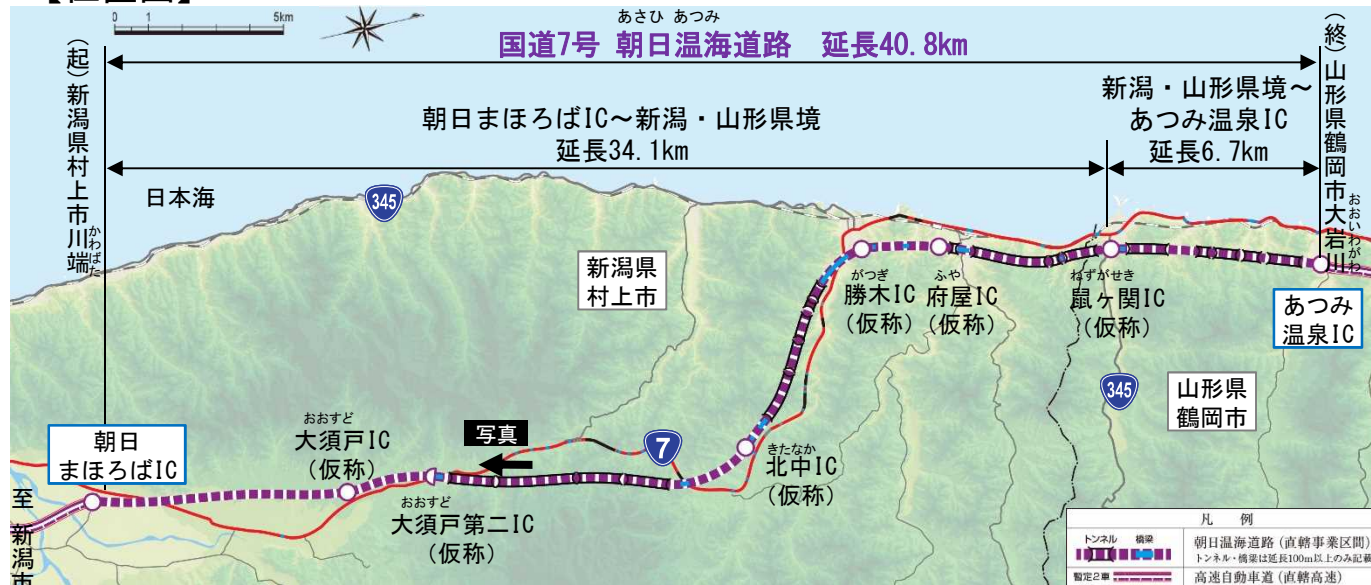 0 5km
あさひ あつみ
国道7号 朝日温海道路 延長40.8km
(起)新潟県村上市川端
かわばた
(終)山形県鶴岡市大岩川
おおいわがわ
朝日まほろばIC~新潟・山形県境
延長34.1km
新潟・山形県境~
あつみ温泉IC
延長6.7km
日本海
345
新潟県
村上市
がつぎ
勝木IC
(仮称)
ふや
府屋IC
(仮称)
ねずがせき
鼠ヶ関IC
(仮称)
あつみ
温泉IC
345
山形県
鶴岡市
朝日
まほろばIC
おおすど
大須戸IC
(仮称)
写真
7
きたなか
北中IC
(仮称)
おおすど
大須戸第二IC
(仮称)
至新潟市
凡 例
トンネル 橋梁
朝日温海道路(直轄事業区間)
トンネル・橋梁は延長100m以上のみ記載
暫定2車
高速自動車道(直轄高速)